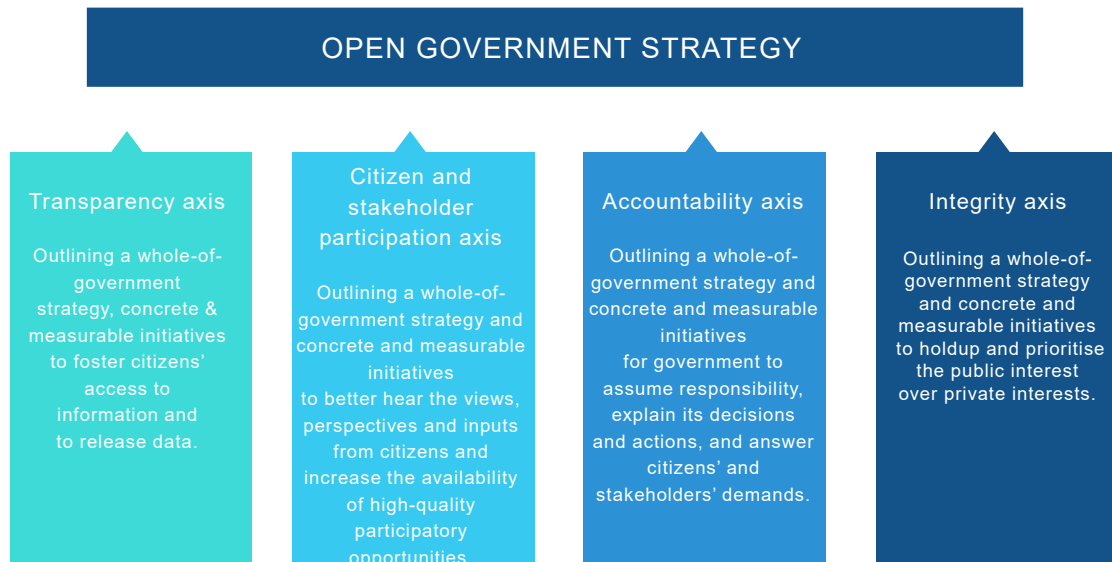 OPEN GOVERNMENT STRATEGY
Transparency axis
Outlining a whole-of-
government
strategy, concrete &
measurable initiatives
to foster citizens’
access to
information and
to release data.
Citizen and
stakeholder
participation axis
Outlining a whole-of-
government strategy and
concrete and measurable
initiatives
to better hear the views,
perspectives and inputs
from citizens and
increase the availability
of high-quality
participatory
opportunities
Accountability axis
Outlining a whole-of-
government strategy and
concrete and measurable
initiatives
for government to
assume responsibility,
explain its decisions
and actions, and answer
citizens’ and
stakeholders’ demands.
Integrity axis
Outlining a whole-of-
government strategy
and concrete and
measurable initiatives
to holdup and prioritise
the public interest
over private interests.